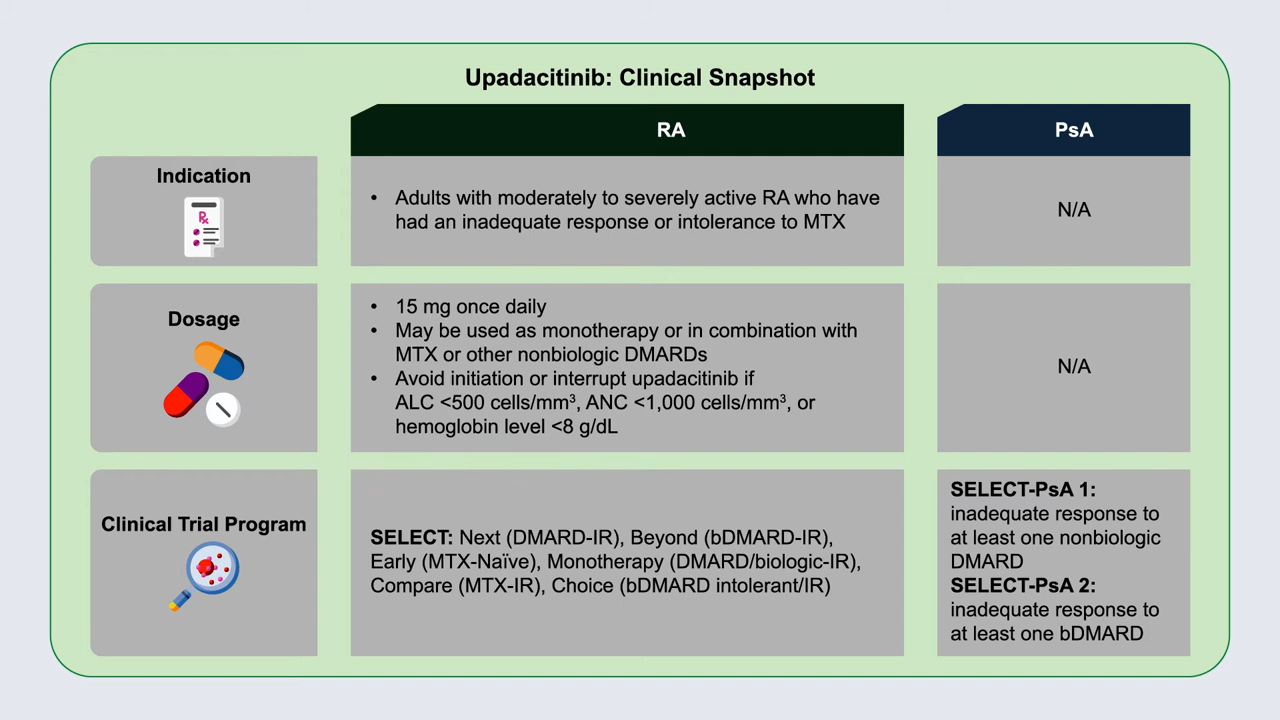 Upadacitinib: Clinical Snapshot
RA
PsA
Indication
Rx
• Adults with moderately to severely active RA who have
had an inadequate response or intolerance to MTX
N/A
Dosage
• 15 mg once daily
• May be used as monotherapy or in combination with
MTX or other nonbiologic DMARDs
• Avoid initiation or interrupt upadacitinib if
ALC <500 cells/mm³, ANC <1,000 cells/mm³, or
hemoglobin level <8 g/dL
N/A
Clinical Trial Program
SELECT: Next (DMARD-IR), Beyond (bDMARD-IR),
Early (MTX-Naïve), Monotherapy (DMARD/biologic-IR),
Compare (MTX-IR), Choice (bDMARD intolerant/IR)
SELECT-PsA 1:
inadequate response to
at least one nonbiologic
DMARD
SELECT-PsA 2:
inadequate response to
at least one bDMARD